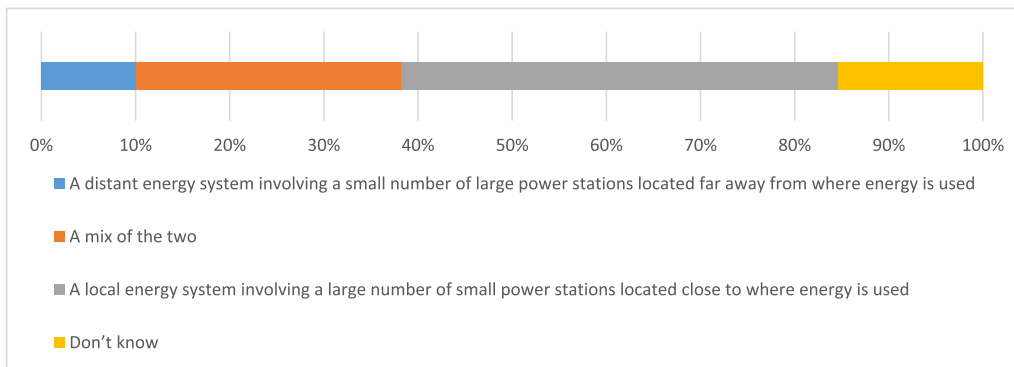 0% 10% 20% 30% 40% 50% 60% 70% 80% 90% 100%
A distant energy system involving a small number of large power stations located far away from where energy is used
A mix of the two
A local energy system involving a large number of small power stations located close to where energy is used
Don’t know